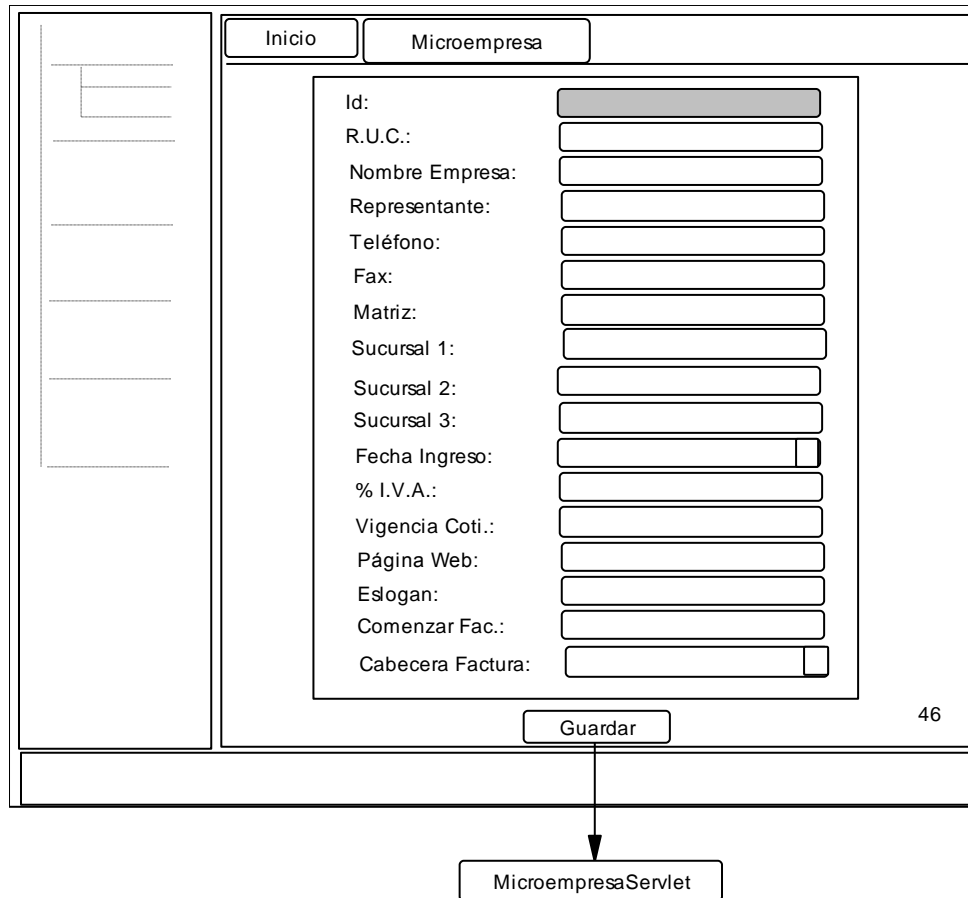 Inicio
Microempresa
Id:
R.U.C.:
Nombre Empresa:
Representante:
Teléfono:
Fax:
Matriz:
Sucursal 1:
Sucursal 2:
Sucursal 3:
Fecha Ingreso:
% I.V.A.:
Vigencia Coti.:
Página Web:
Eslogan:
Comenzar Fac.:
Cabecera Factura:
46
Guardar
MicroempresaServlet